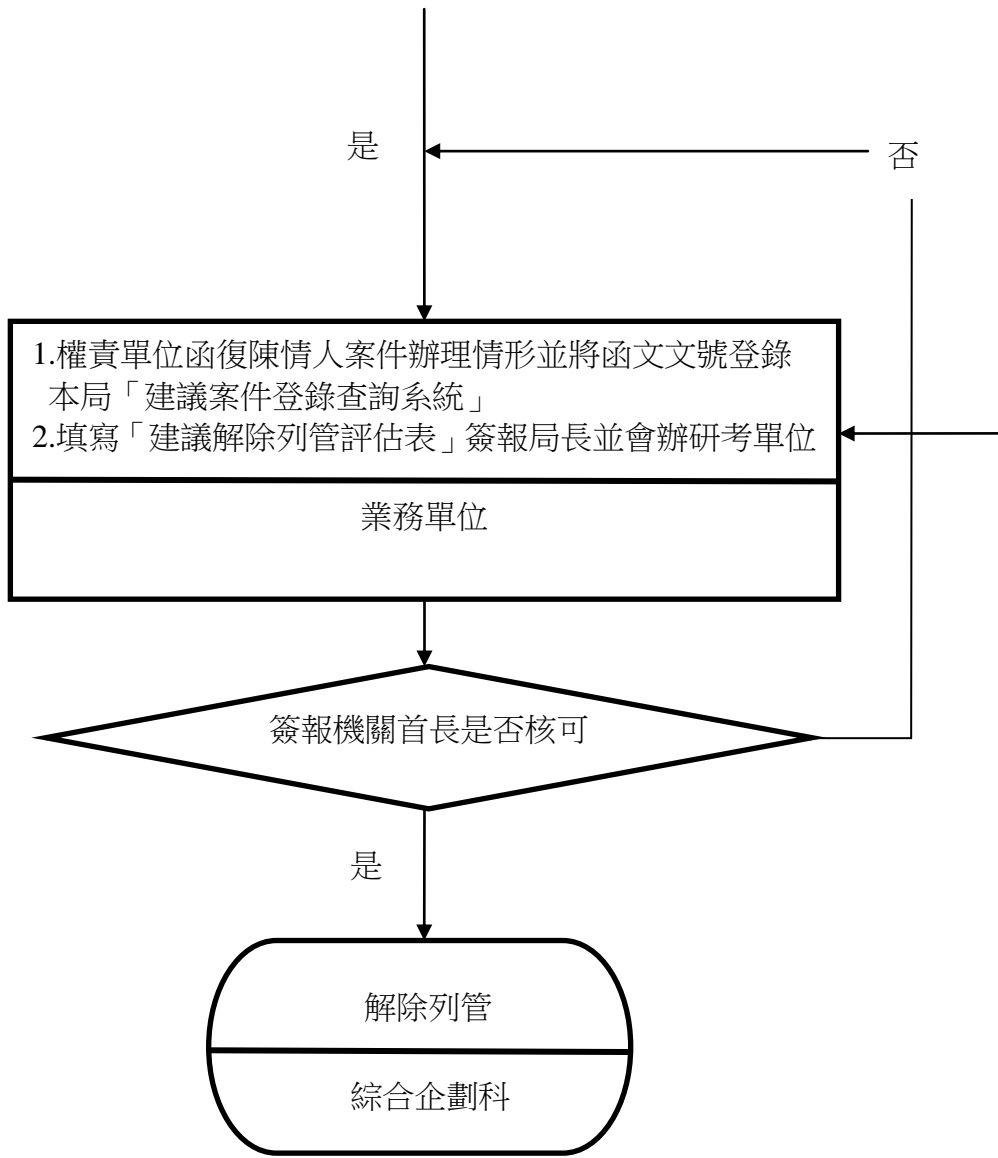 是
否
1.權責單位函復陳情人案件辦理情形並將函文文號登錄
本局「建議案件登錄查詢系統」
2.填寫「建議解除列管評估表」簽報局長並會辦研考單位
業務單位
簽報機關首長是否核可
是
解除列管
綜合企劃科